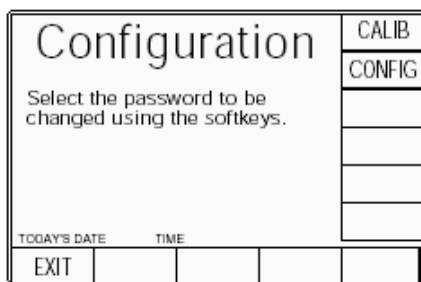 Configuration
CALIB
CONFIG
Select the password to be
changed using the softkeys.
TODAY'S DATE TIME
EXIT